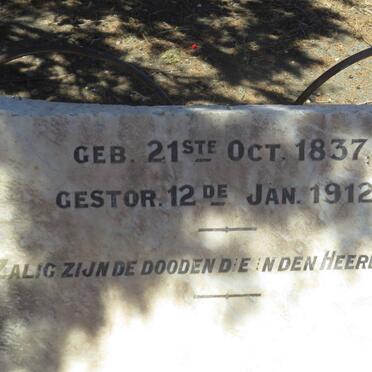 GEB. 21STE OCT. 1837.
GESTOR. 12DE JAN. 1912
ZALIG ZIJN DE DOODEN DIE IN DEN HEER